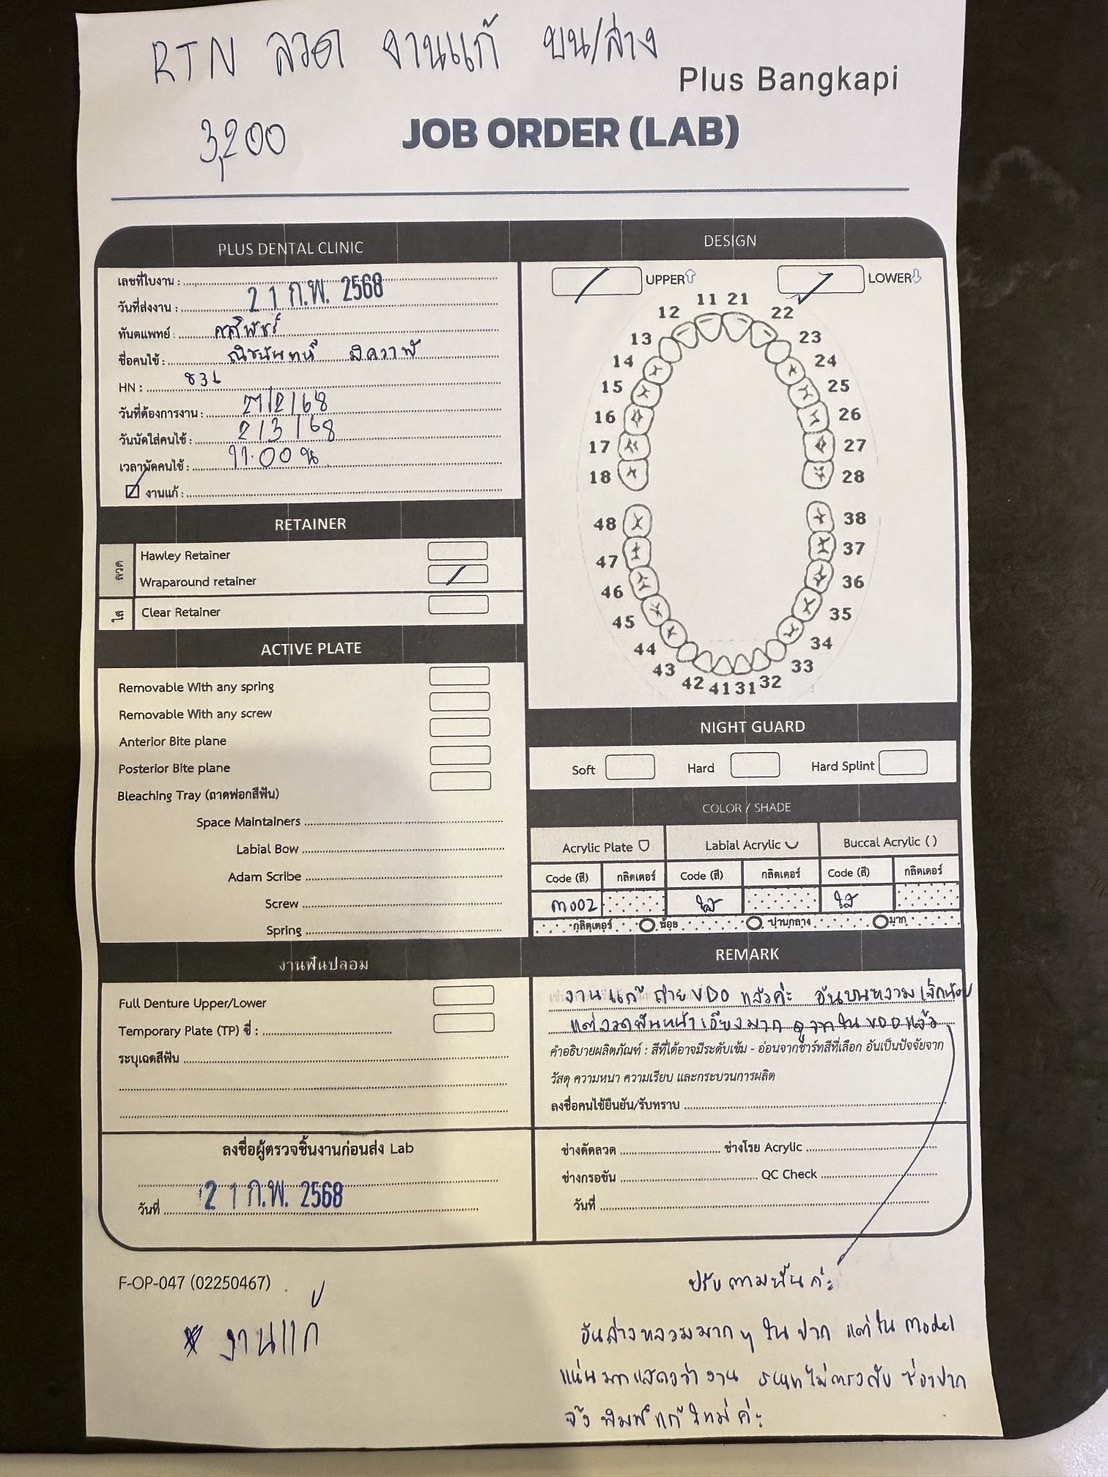 RTN ลวด งานแก้ บน/ล่าง
Plus Bangkapi
3,200
JOB ORDER (LAB)
PLUS DENTAL CLINIC
เลขที่ใบงาน :
วันที่ส่งงาน : 21 ก.พ. 2568
ทันตแพทย์ :
ชื่อคนไข้ :
HN : 831
วันที่ต้องการงาน : 27/2/68
วันนัดใส่คนไข้ : 2/3/68
เวลานัดคนไข้ : 11.00 น
งานแก้ :
DESIGN
UPPER
LOWER
11 21
12 22
13 23
14 24
15 25
16 26
17 27
18 28
48 38
47 37
46 36
45 35
44 34
43 33
42 41 31 32
RETAINER
ลวด
Hawley Retainer
Wraparound retainer
ใส
Clear Retainer
ACTIVE PLATE
Removable With any spring
Removable With any screw
Anterior Bite plane
Posterior Bite plane
Bleaching Tray (ถาดฟอกสีฟัน)
Space Maintainers
Labial Bow
Adam Scribe
Screw
Spring
NIGHT GUARD
Soft Hard Hard Splint
COLOR / SHADE
Acrylic Plate Labial Acrylic Buccal Acrylic ( )
Code (สี) กลิตเตอร์ Code (สี) กลิตเตอร์ Code (สี) กลิตเตอร์
m002 ใส ใส
กลิตเตอร์ น้อย ปานกลาง มาก
งานฟันปลอม
Full Denture Upper/Lower
Temporary Plate (TP) ซี่ :
ระบุเฉดสีฟัน
REMARK
งานแก้ ถ่าย VDO แล้วค่ะ อันบนหลวมเล็กน้อย
แต่ลวดฟันหน้าเอียงมาก ดูจากใน VDO แล้ว
คำอธิบายผลิตภัณฑ์ : สีที่ได้อาจมีระดับเข้ม - อ่อนจากชาร์ทสีที่เลือก อันเป็นปัจจัยจาก
วัสดุ ความหนา ความเรียบ และกระบวนการผลิต
ลงชื่อคนไข้ยืนยัน/รับทราบ
ลงชื่อผู้ตรวจชิ้นงานก่อนส่ง Lab
วันที่ 21 ก.พ. 2568
ช่างดัดลวด ช่างโรย Acrylic
ช่างกรอขัน QC Check
วันที่
F-OP-047 (02250467)
* งานแก้
ปรับตามนั้นค่ะ
อันล่างหลวมมากๆ ในปาก แต่ใน model
แน่นมาก แสดงว่างาน ไม่ตรงกับ ช่องปาก
จึงพิมพ์แก้ใหม่ค่ะ